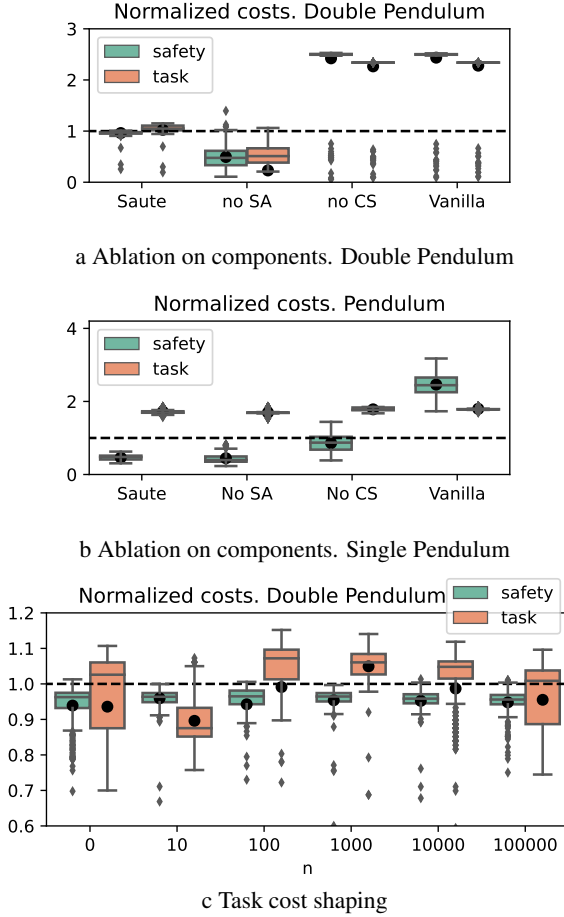 Normalized costs. Double Pendulum
3
2
1
0
safety
task
Saute
no SA
no CS
Vanilla
a Ablation on components. Double Pendulum
Normalized costs. Pendulum
4
2
0
safety
task
Saute
No SA
No CS
Vanilla
b Ablation on components. Single Pendulum
Normalized costs. Double Pendulum
safety
task
1.2
1.1
1.0
0.9
0.8
0.7
0.6
0
10
100
1000
10000
100000
n
c Task cost shaping